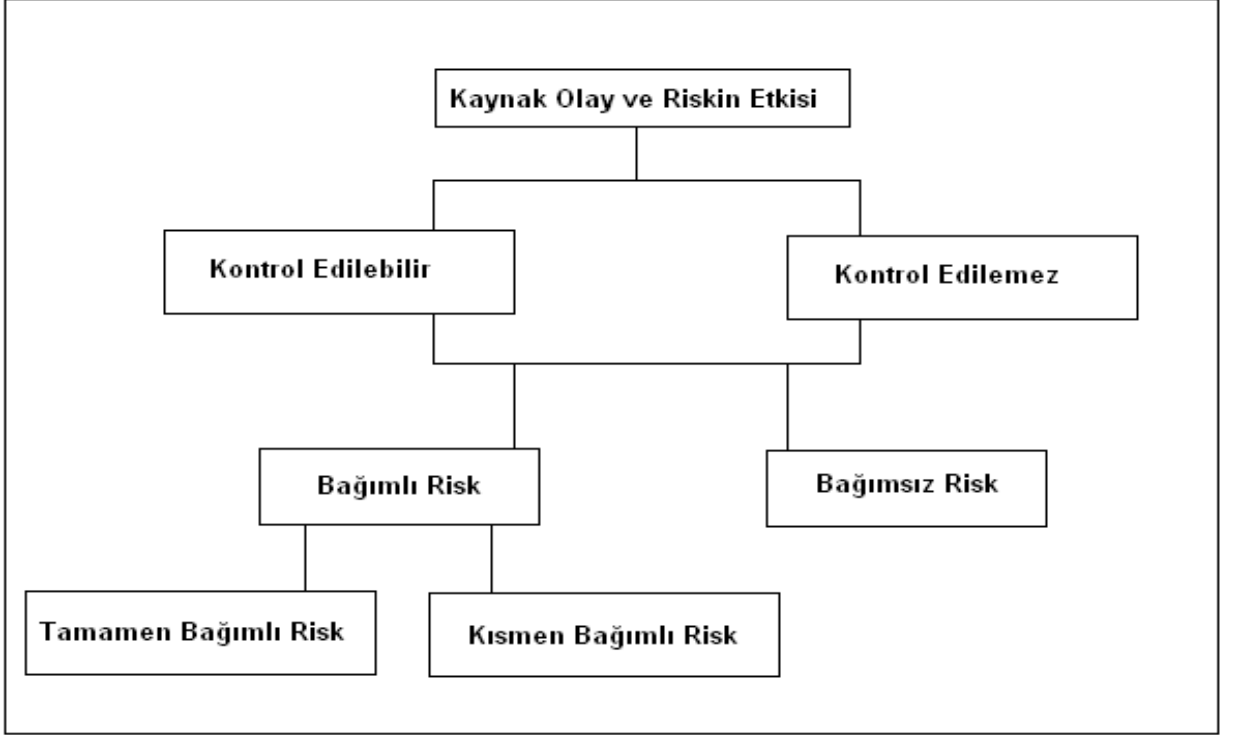 Kaynak Olay ve Riskin Etkisi
Kontrol Edilebilir
Kontrol Edilemez
Bağımlı Risk
Bağımsız Risk
Tamamen Bağımlı Risk
Kısmen Bağımlı Risk